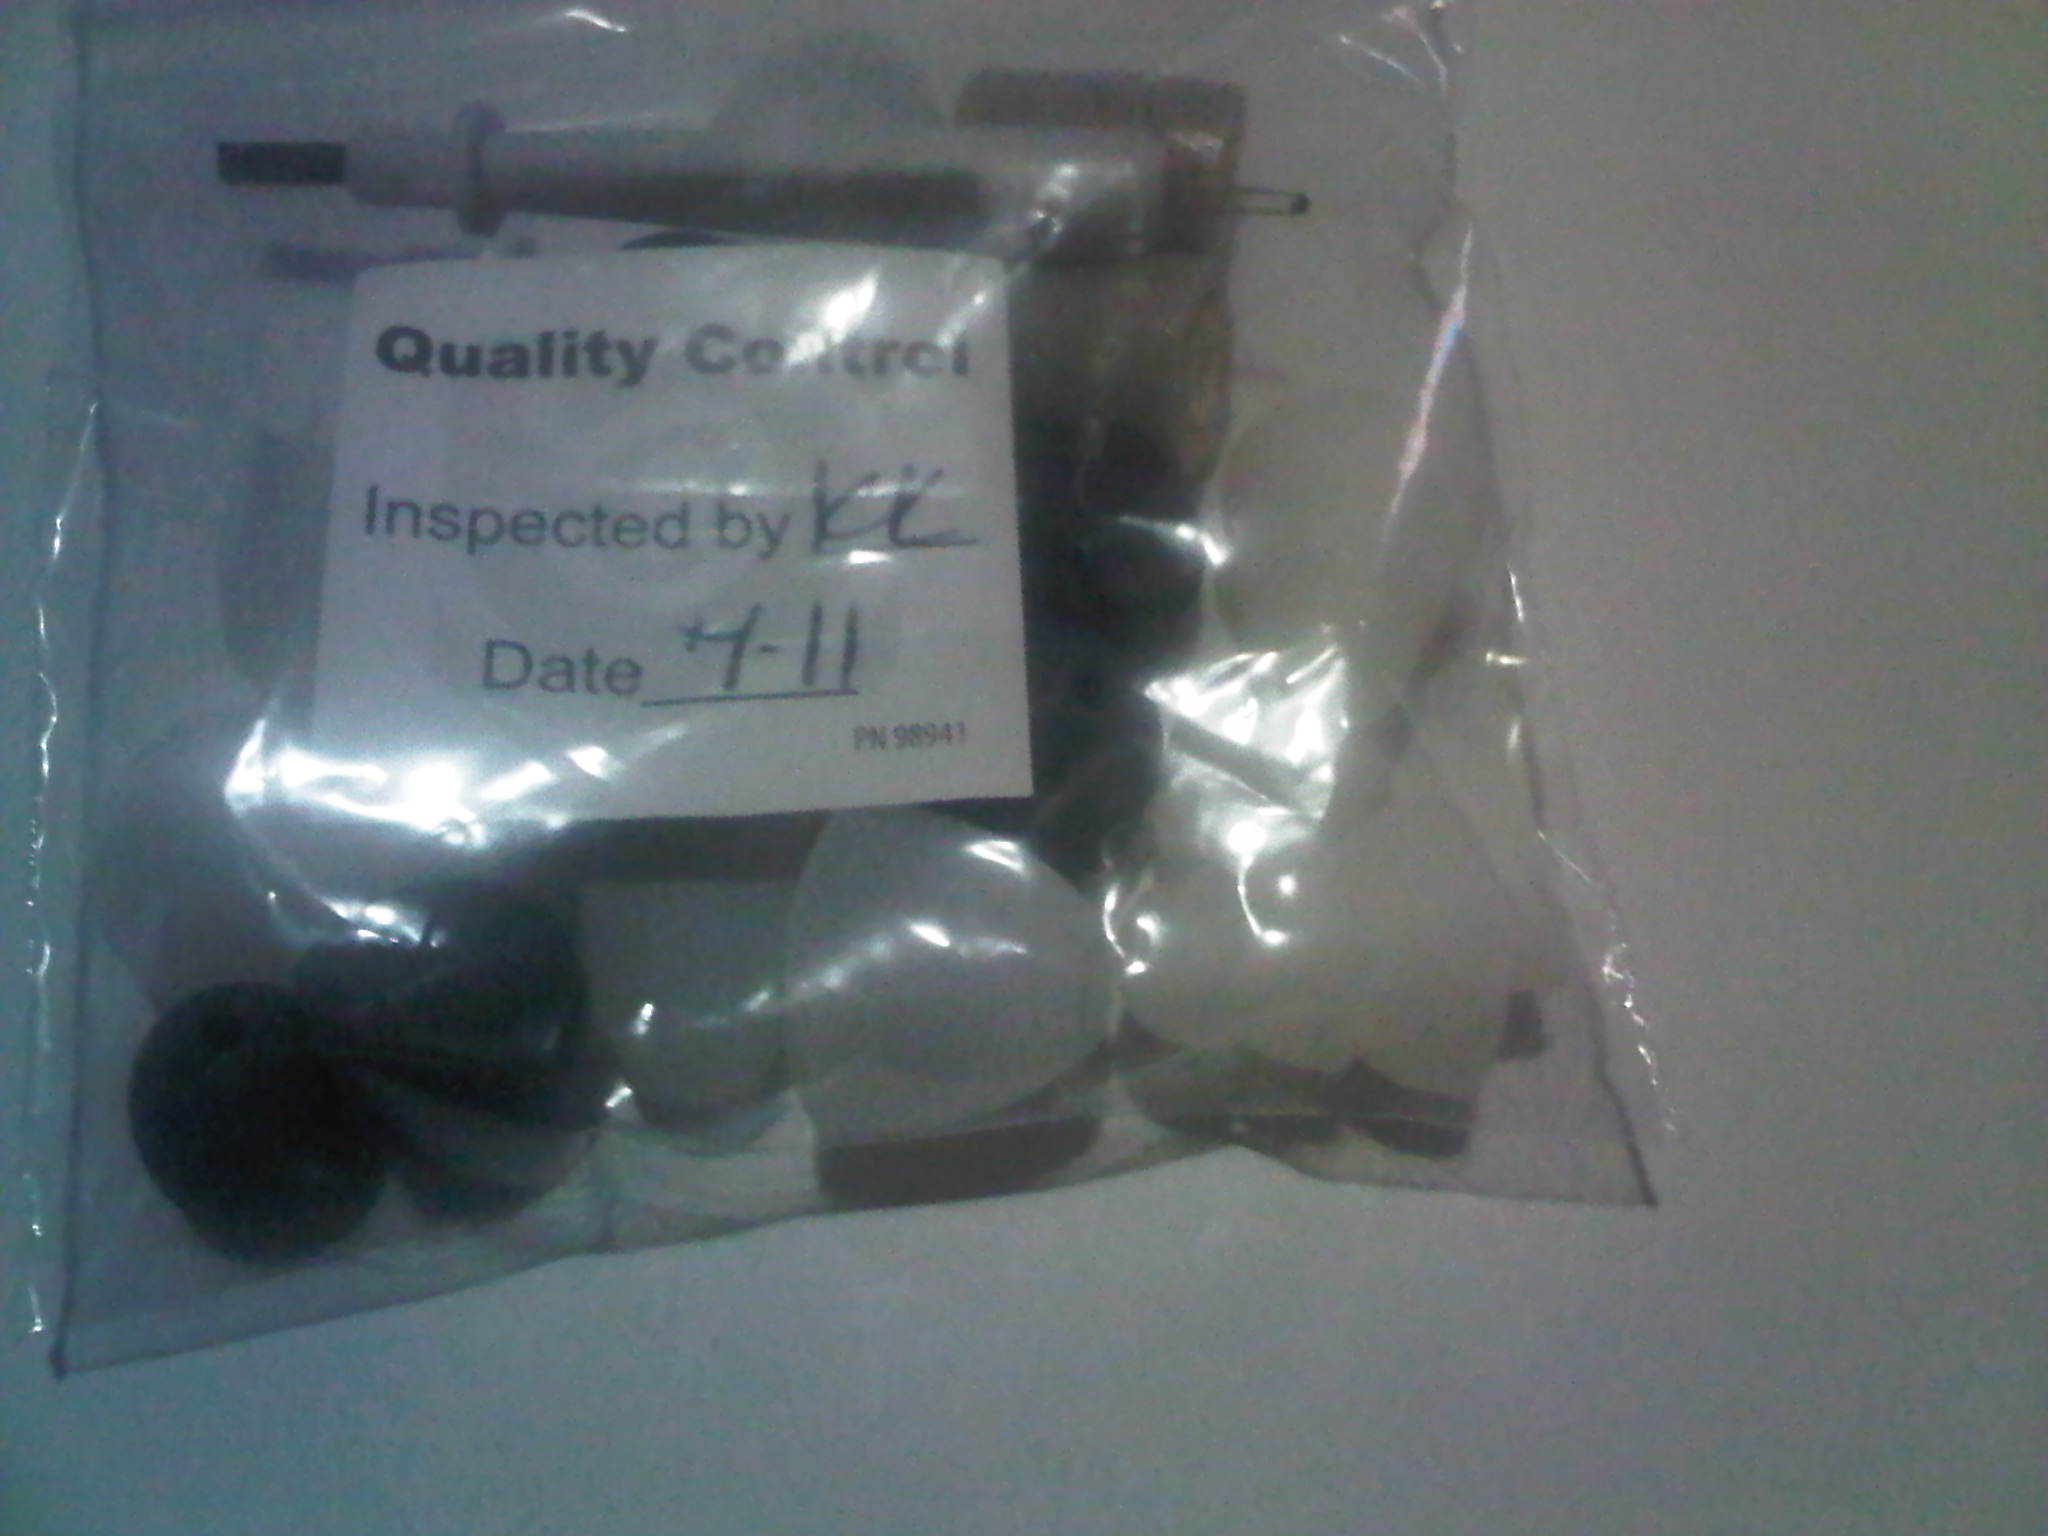 Quality Control
Inspected by
Date 4-11
PN 98941